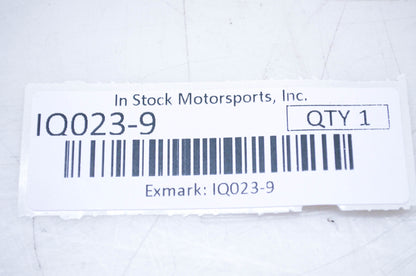 In Stock Motorsports, Inc.
IQ023-9 QTY 1
Exmark: IQ023-9